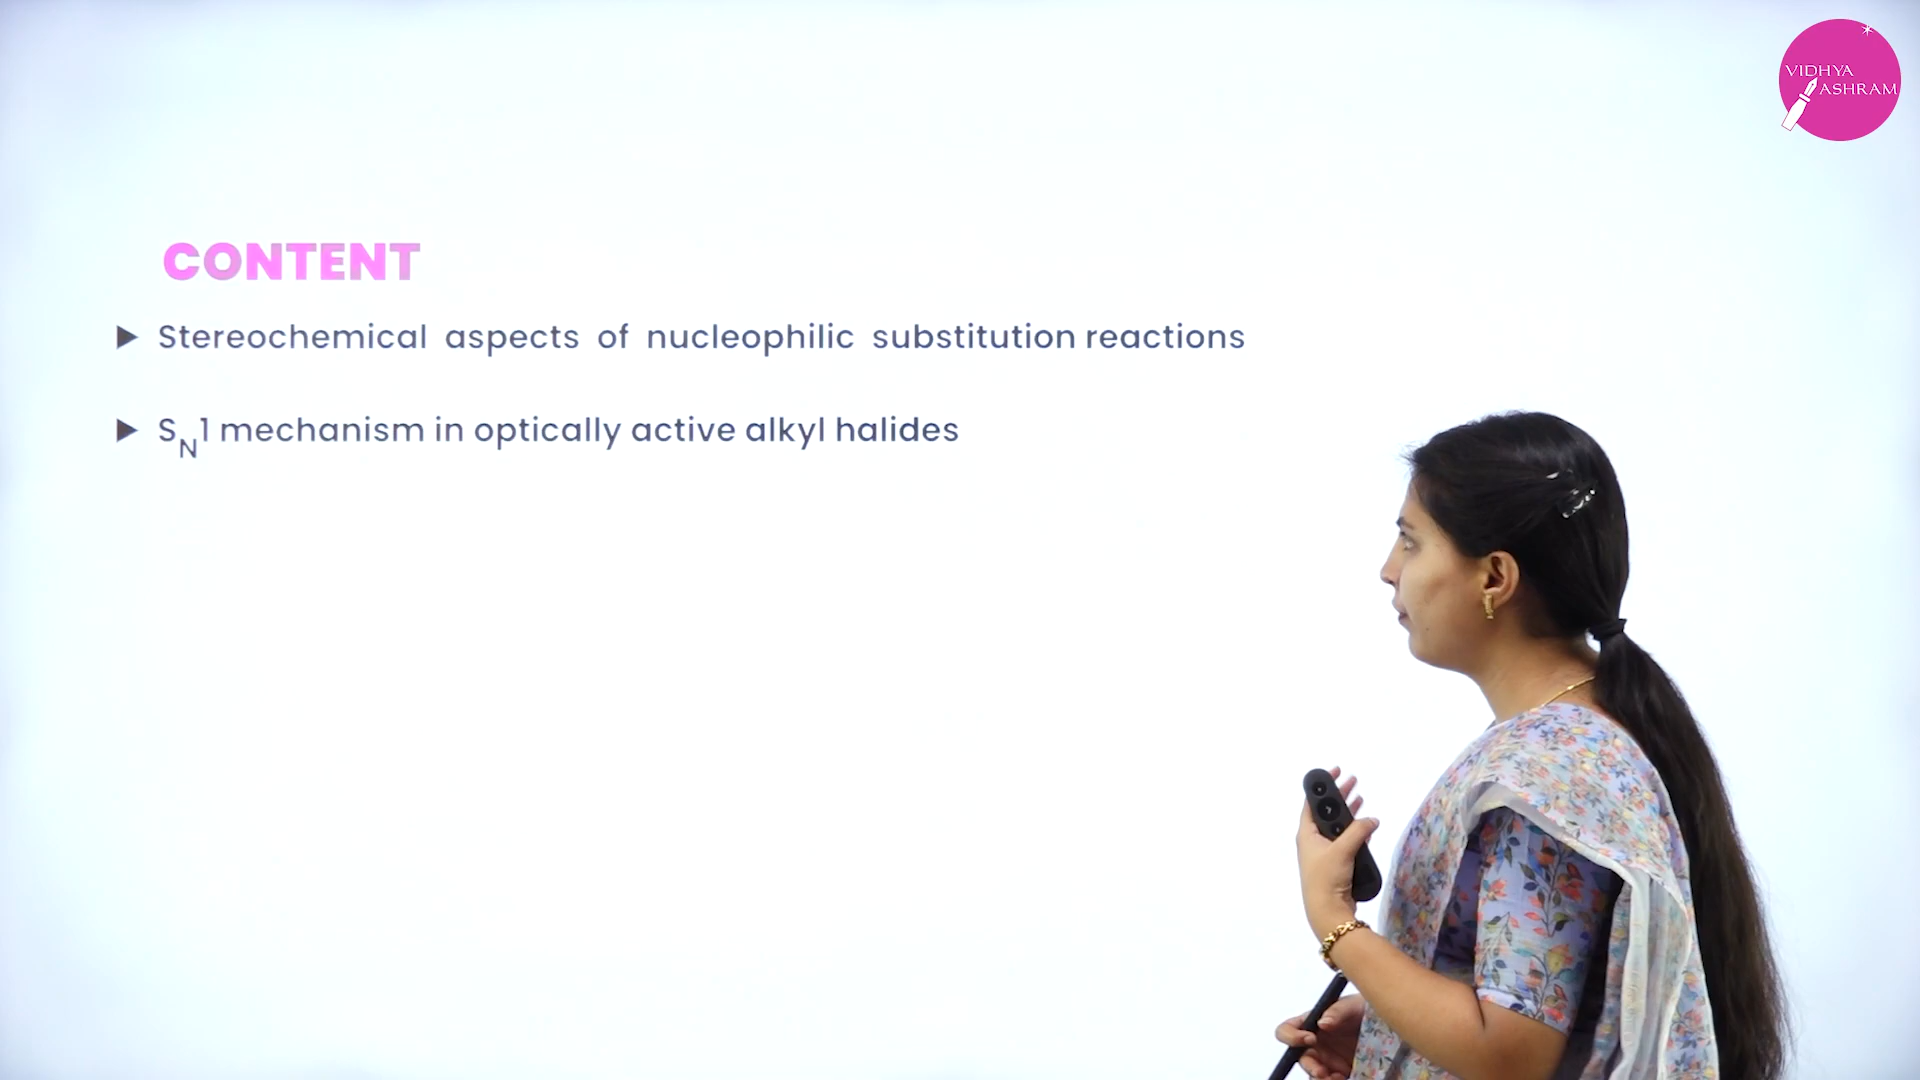 VIDHYA
ASHRAM
CONTENT
▶ Stereochemical aspects of nucleophilic substitution reactions
▶ SN1 mechanism in optically active alkyl halides